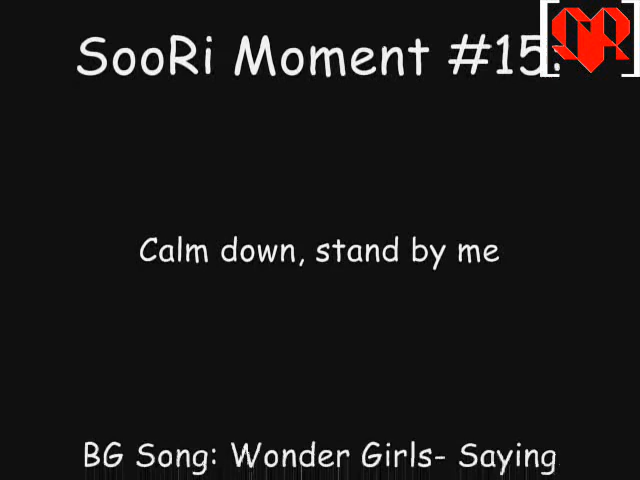 SooRi Moment #15:
Calm down, stand by me
BG Song: Wonder Girls- Saying